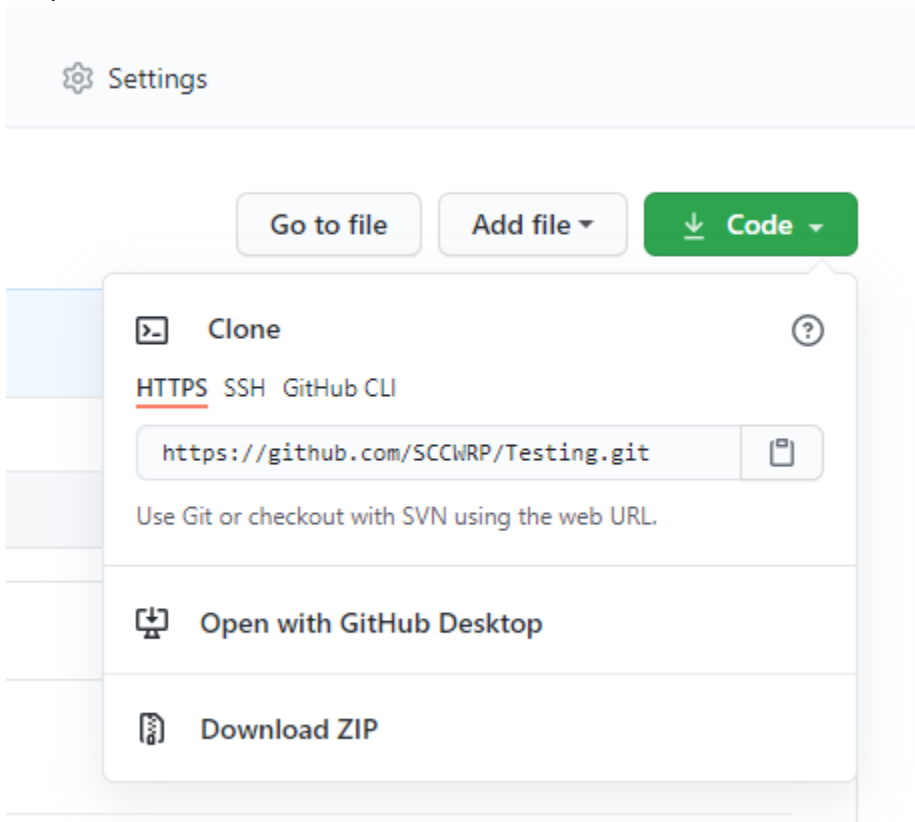 Settings
Go to file Add file Code
Clone
HTTPS SSH GitHub CLI
https://github.com/SCCWRP/Testing.git
Use Git or checkout with SVN using the web URL.
Open with GitHub Desktop
Download ZIP